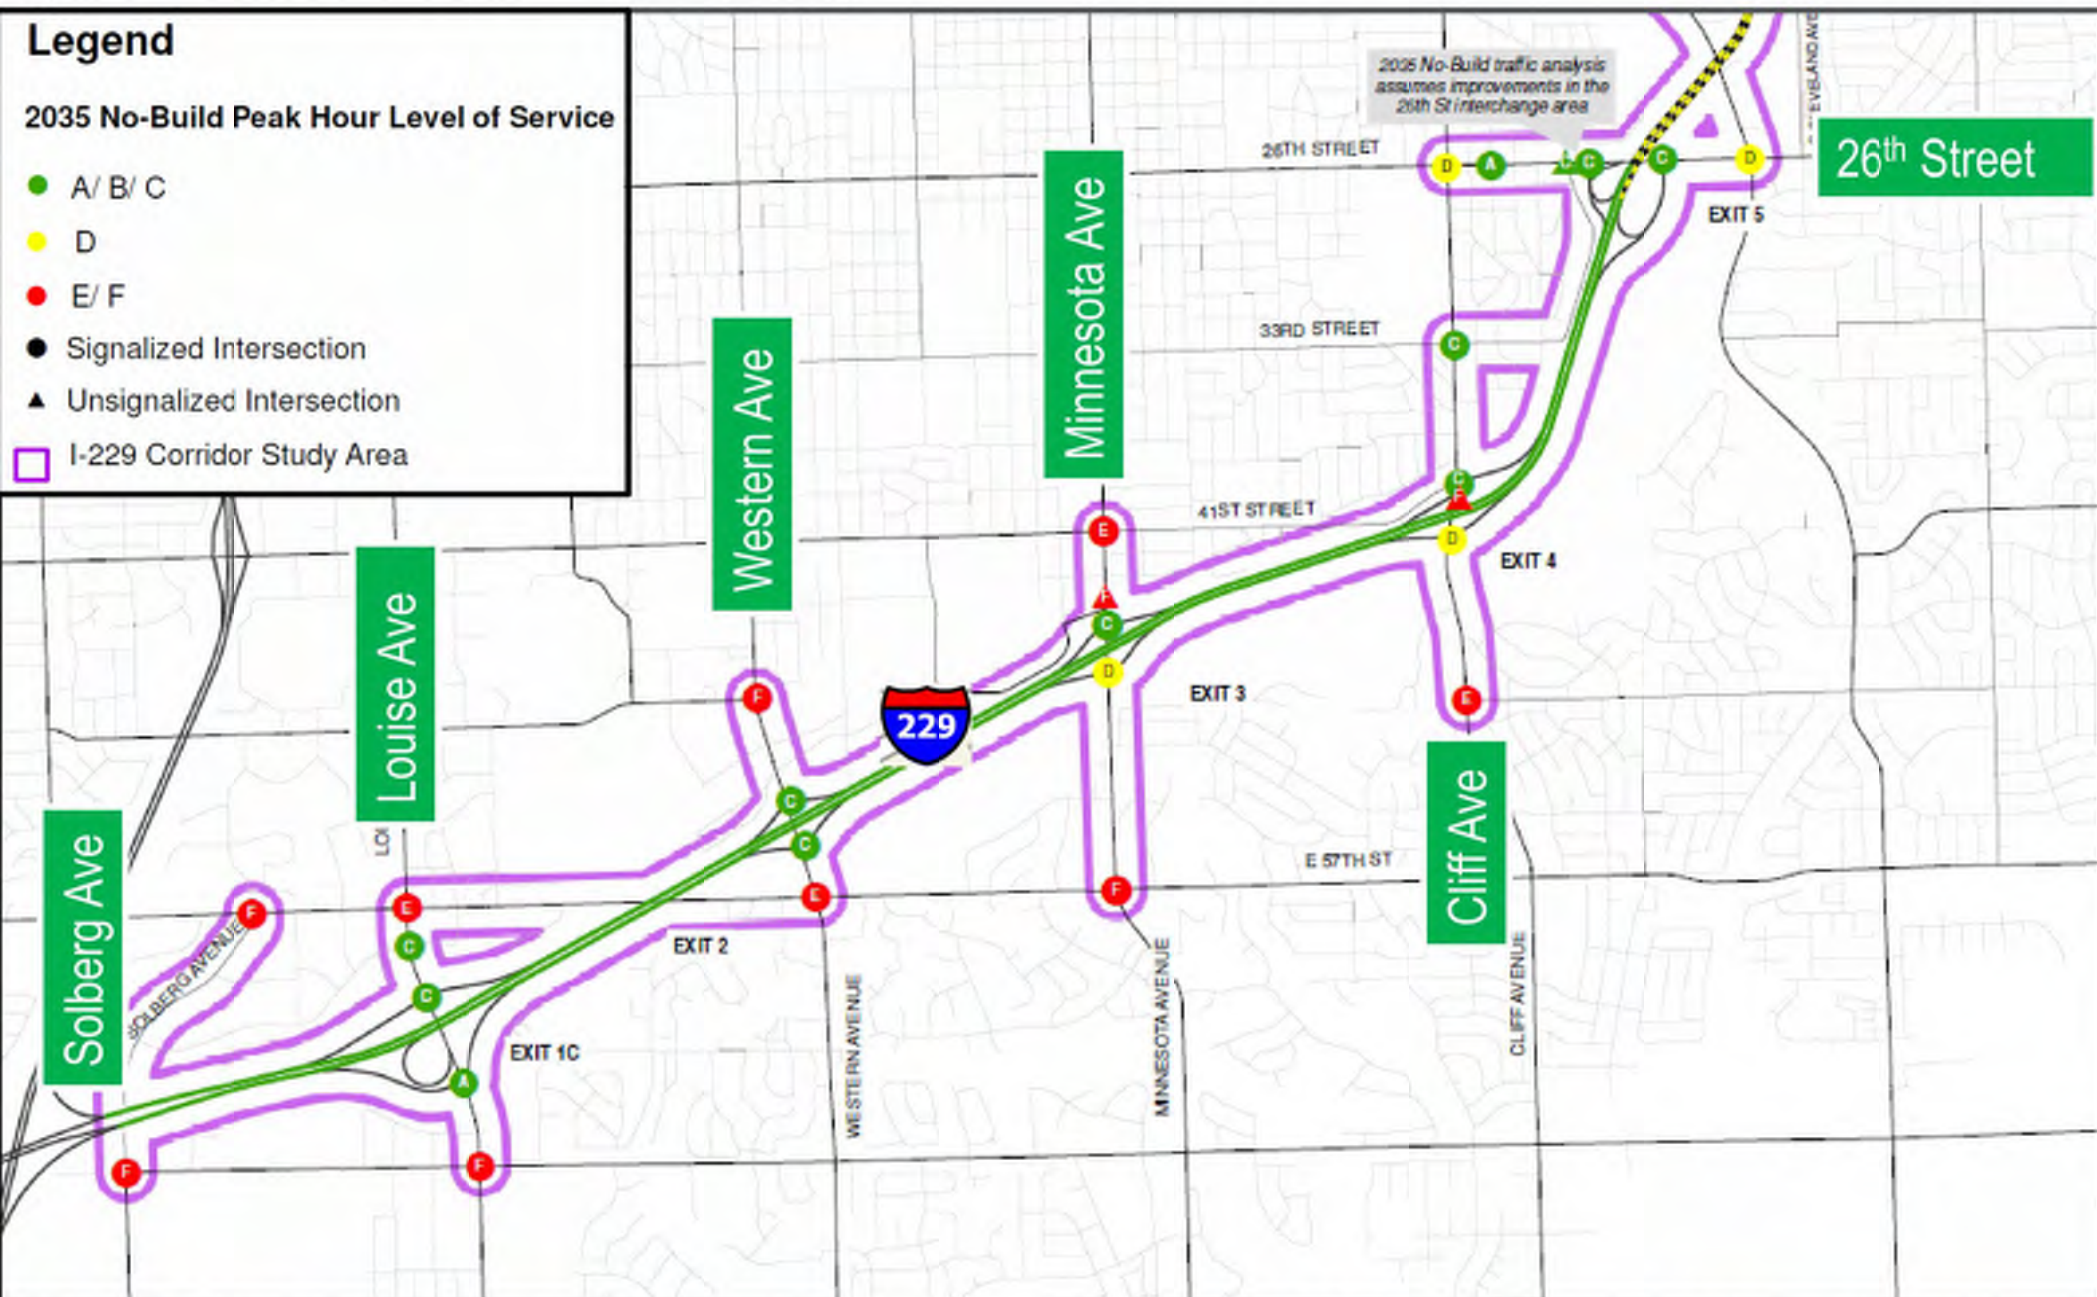 Legend
2035 No-Build Peak Hour Level of Service
A/ B/ C
D
E/ F
Signalized Intersection
Unsignalized Intersection
I-229 Corridor Study Area
2035 No-Build traffic analysis
assumes improvements in the
26th St interchange area
26TH STREET
D
A
C
C
C
D
26th Street
EXIT 5
Minnesota Ave
33RD STREET
C
Western Ave
41ST STREET
C
F
D
EXIT 4
E
F
C
D
EXIT 3
E
Louise Ave
F
229
C
C
E
E 57TH ST
F
Cliff Ave
Solberg Ave
LOI
F
SOLBERG AVENUE
E
C
C
EXIT 2
EXIT 1C
A
WESTERN AVENUE
MINNESOTA AVENUE
CLIFF AVENUE
F
F